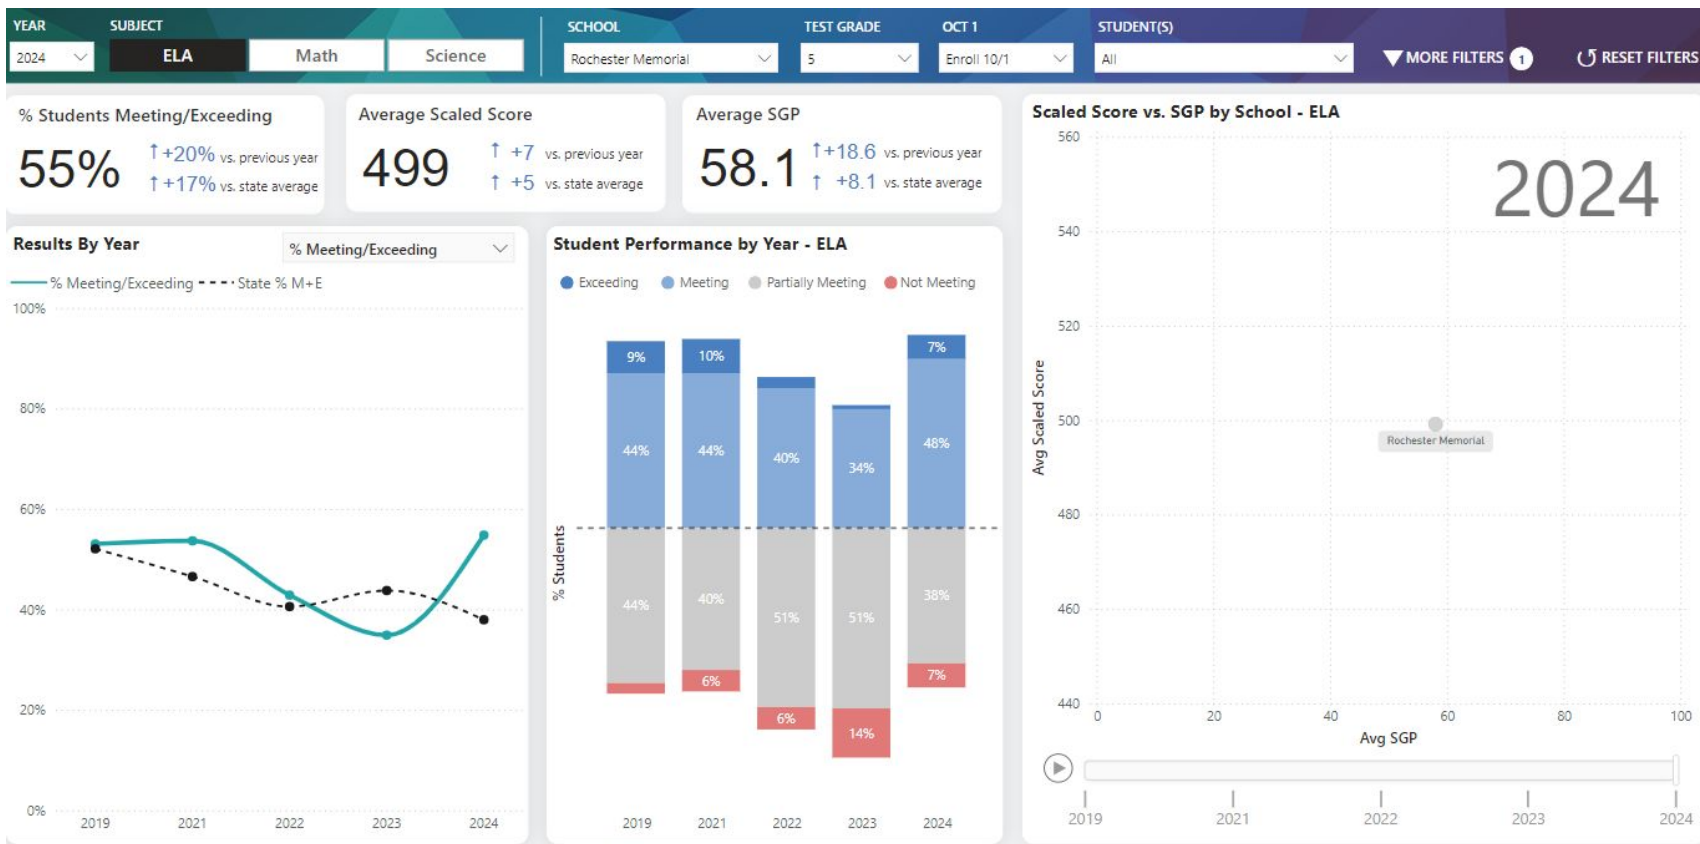 YEAR SUBJECT SCHOOL TEST GRADE OCT 1 STUDENT(S)
2024 ELA Math Science Rochester Memorial 5 Enroll 10/1 All MORE FILTERS 1 RESET FILTERS
% Students Meeting/Exceeding
55%
↑+20% vs. previous year
↑+17% vs. state average
Average Scaled Score
499
↑ +7 vs. previous year
↑ +5 vs. state average
Average SGP
58.1
↑+18.6 vs. previous year
↑ +8.1 vs. state average
Results By Year
% Meeting/Exceeding
% Meeting/Exceeding State % M+E
100%
80%
60%
40%
20%
0%
2019 2021 2022 2023 2024
Student Performance by Year - ELA
Exceeding Meeting Partially Meeting Not Meeting
% Students
9% 10% 7%
44% 44% 40% 34% 48%
44% 40% 51% 51% 38%
6% 6% 14% 7%
2019 2021 2022 2023 2024
Scaled Score vs. SGP by School - ELA
2024
Avg Scaled Score
560
540
520
500
480
460
440
Rochester Memorial
0 20 40 60 80 100
Avg SGP
2019 2021 2022 2023 2024